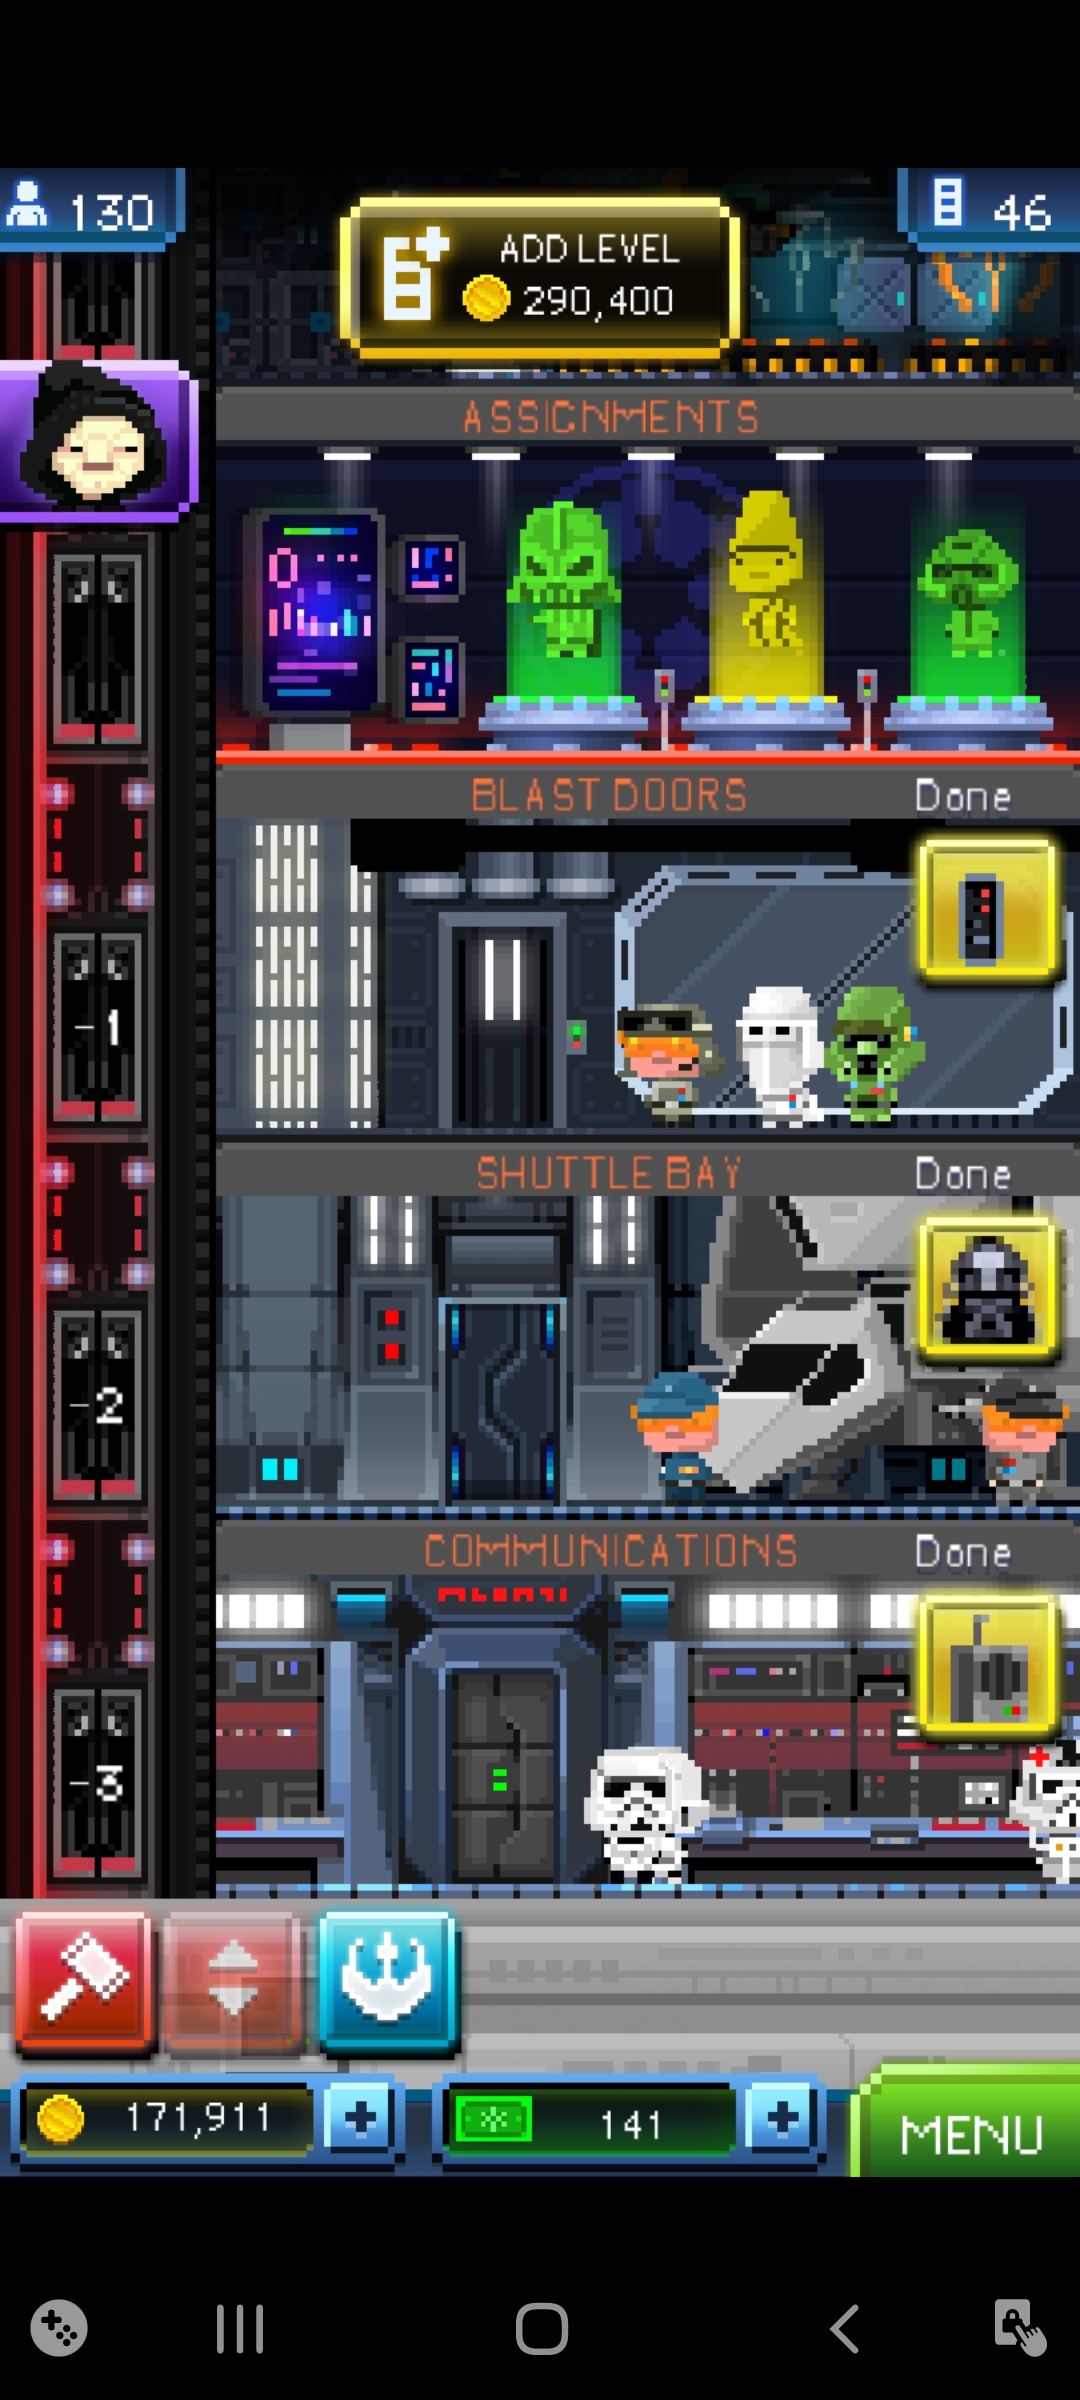 130
ADD LEVEL
290,400
46
ASSIGNMENTS
BLAST DOORS Done
-1
SHUTTLE BAY Done
-2
COMMUNICATIONS Done
-3
171,911
141
MENU